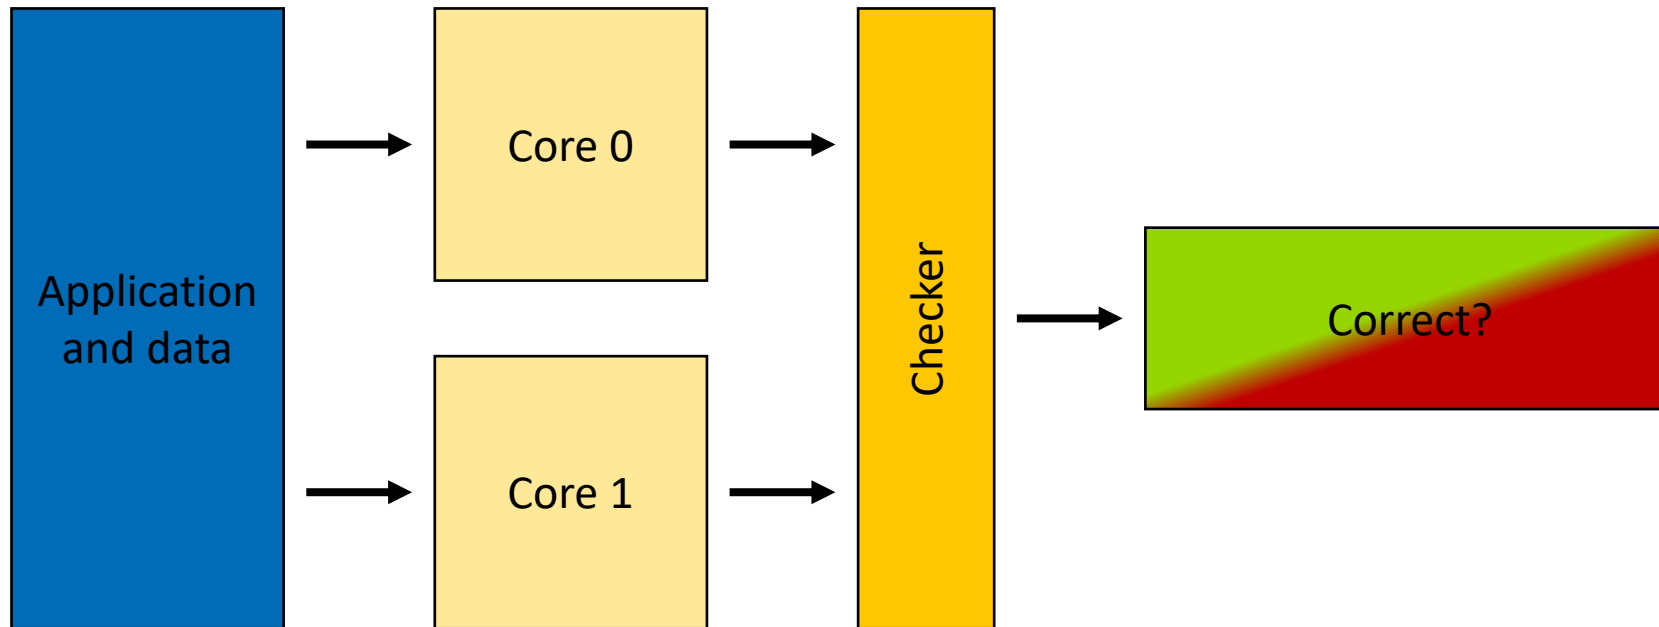 Application
and data
Core 0
Core 1
Checker
Correct?